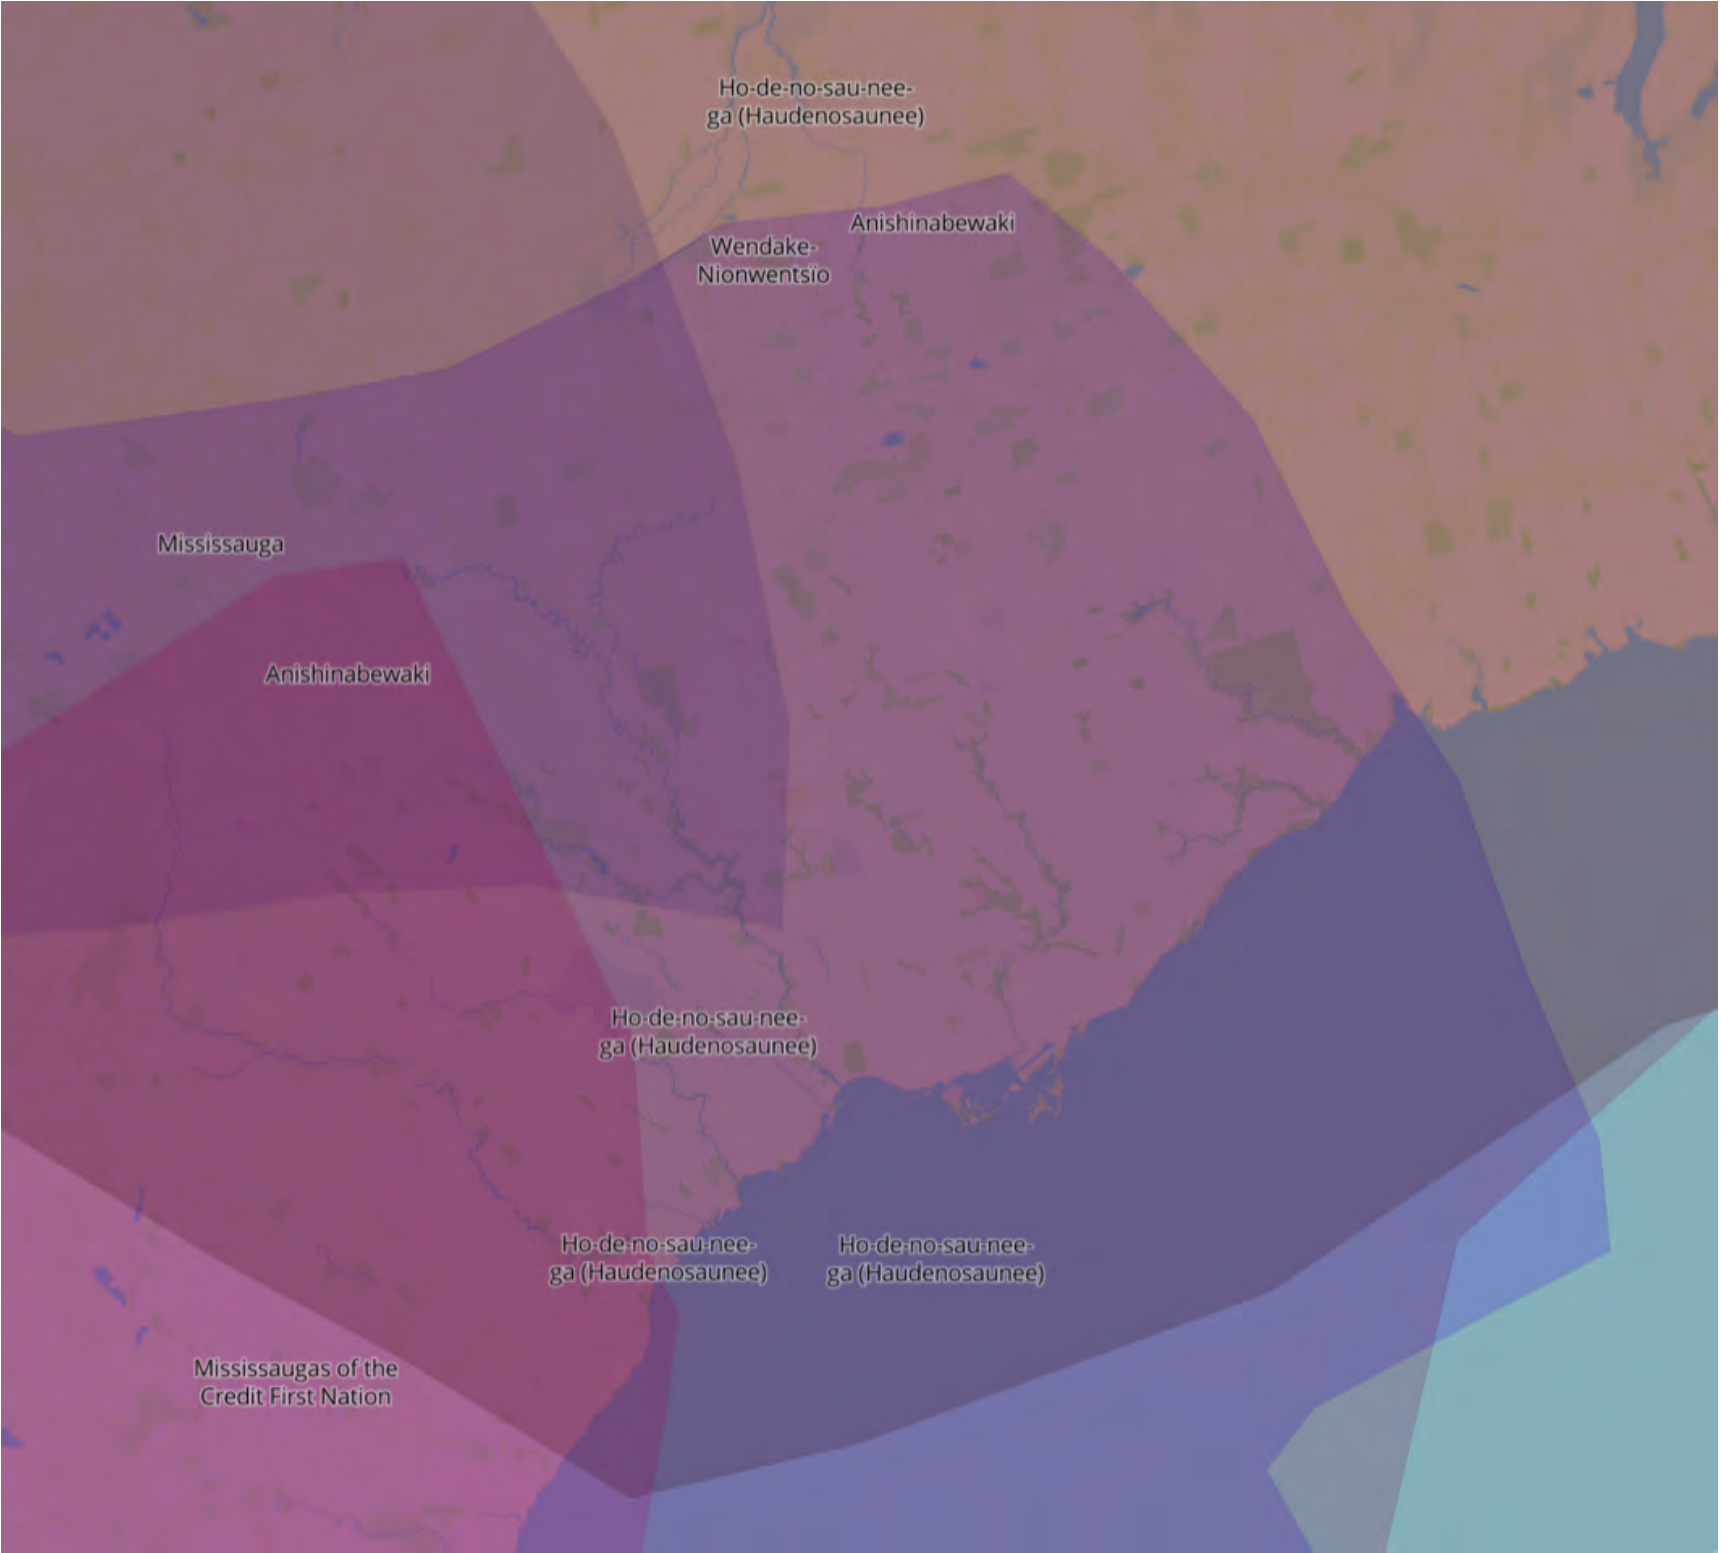 Ho-de-no-sau-nee-
ga (Haudenosaunee)
Anishinabewaki
Wendake-
Nionwentsïo
Mississauga
Anishinabewaki
Ho-de-no-sau-nee-
ga (Haudenosaunee)
Ho-de-no-sau-nee-
ga (Haudenosaunee)
Ho-de-no-sau-nee-
ga (Haudenosaunee)
Mississaugas of the
Credit First Nation